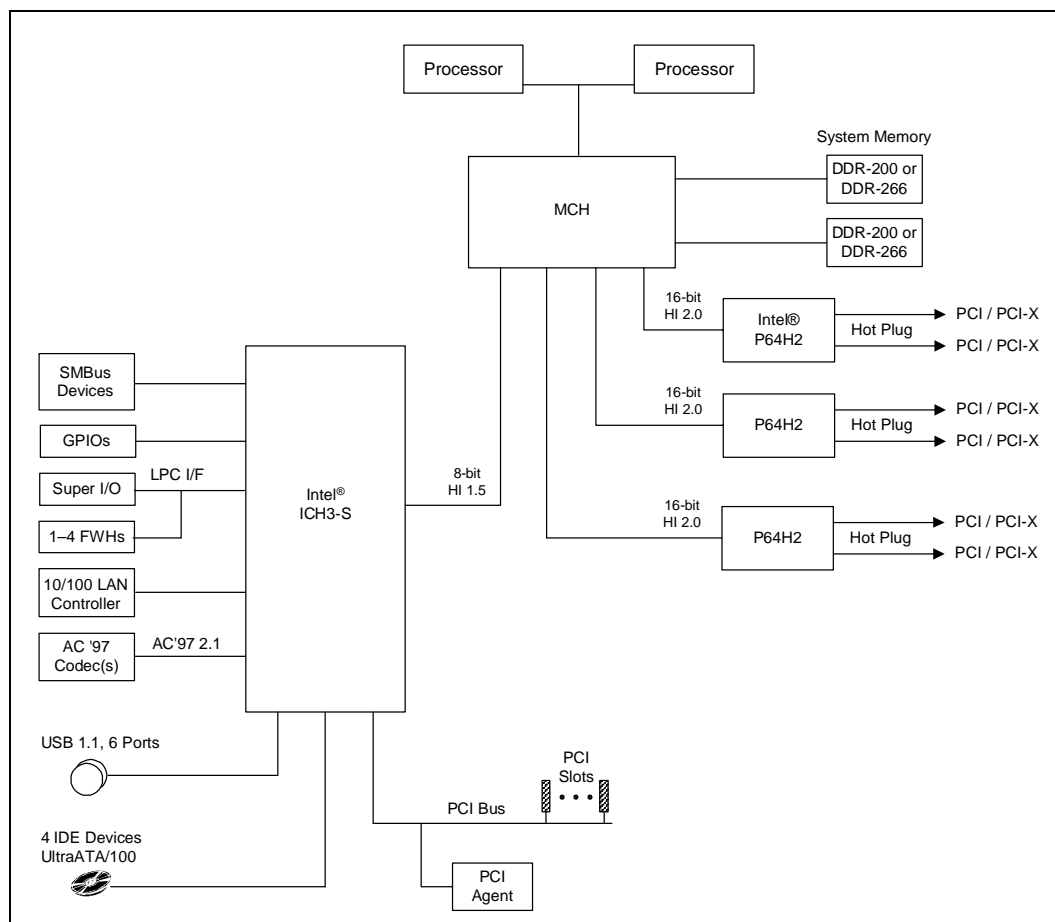 Processor
Processor
System Memory
DDR-200 or
DDR-266
MCH
DDR-200 or
DDR-266
16-bit
HI 2.0
Intel®
P64H2
Hot Plug
PCI / PCI-X
PCI / PCI-X
SMBus
Devices
16-bit
HI 2.0
P64H2
Hot Plug
PCI / PCI-X
PCI / PCI-X
GPIOs
LPC I/F
Super I/O
Intel®
ICH3-S
8-bit
HI 1.5
16-bit
HI 2.0
P64H2
Hot Plug
PCI / PCI-X
PCI / PCI-X
1–4 FWHs
10/100 LAN
Controller
AC '97
Codec(s)
AC'97 2.1
USB 1.1, 6 Ports
PCI
Slots
PCI Bus
4 IDE Devices
UltraATA/100
PCI
Agent